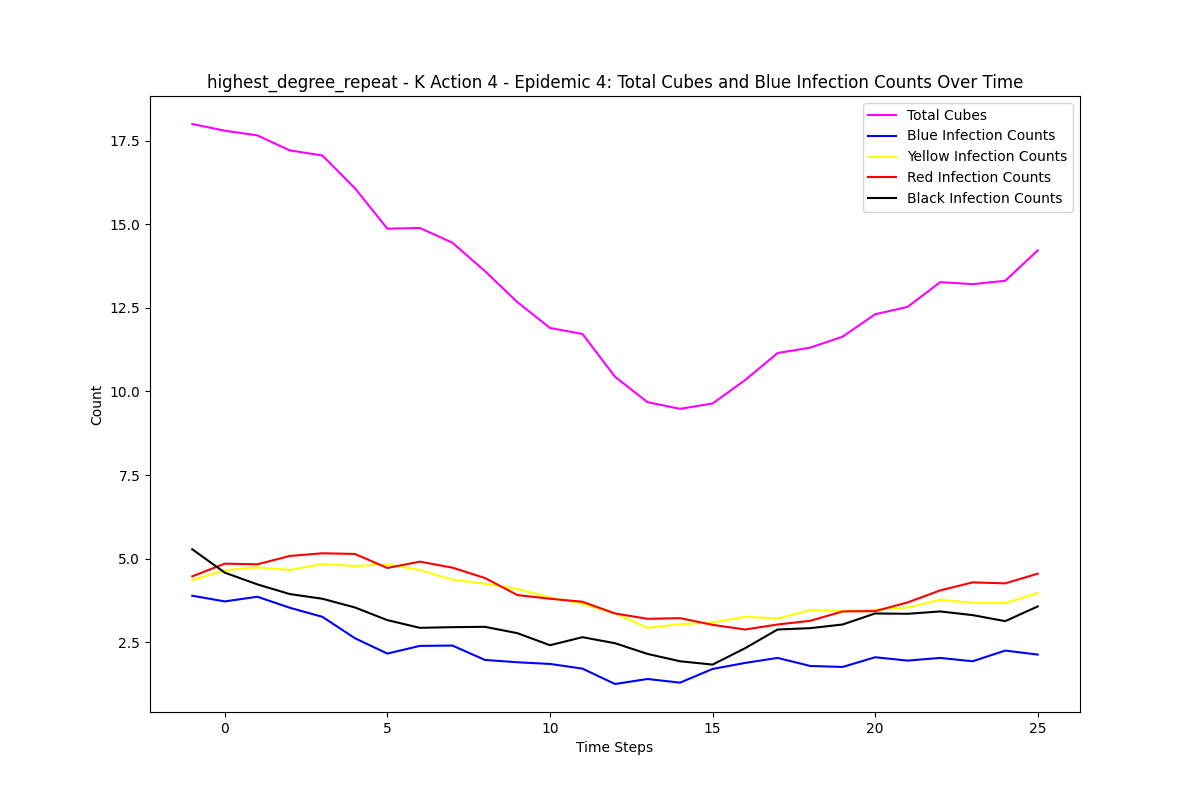 highest_degree_repeat - K Action 4 - Epidemic 4: Total Cubes and Blue Infection Counts Over Time
Total Cubes
Blue Infection Counts
Yellow Infection Counts
Red Infection Counts
Black Infection Counts
Count
17.5
15.0
12.5
10.0
7.5
5.0
2.5
0
5
10
15
20
25
Time Steps